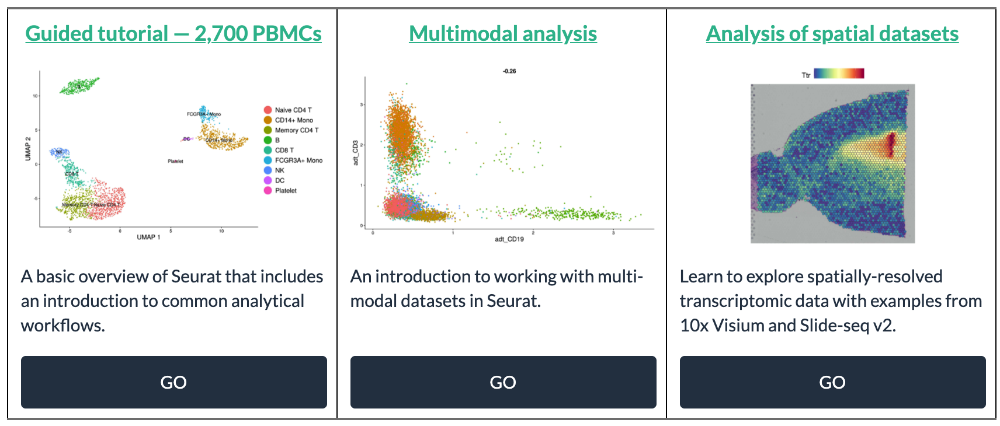 Guided tutorial — 2,700 PBMCs
UMAP 2
10
5
0
-5
-5
0
5
10
UMAP 1
B
FCGR3A+ Mono
DC
CD14+ Mono
Platelet
NK
CD8 T
Memory CD4 T
Naive CD4 T
Naive CD4 T
CD14+ Mono
Memory CD4 T
B
CD8 T
FCGR3A+ Mono
NK
DC
Platelet
A basic overview of Seurat that includes
an introduction to common analytical
workflows.
GO
Multimodal analysis
-0.26
adt_CD3
3
2
1
0
0
1
2
3
adt_CD19
An introduction to working with multi-
modal datasets in Seurat.
GO
Analysis of spatial datasets
Ttr
Learn to explore spatially-resolved
transcriptomic data with examples from
10x Visium and Slide-seq v2.
GO